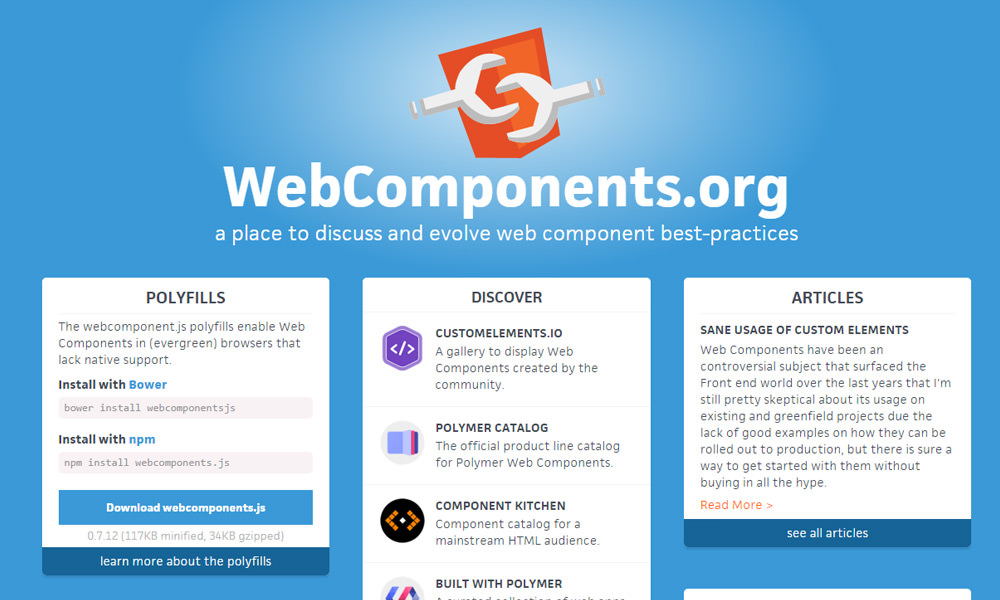 WebComponents.org
a place to discuss and evolve web component best-practices
POLYFILLS
The webcomponent.js polyfills enable Web
Components in (evergreen) browsers that
lack native support.
Install with Bower
bower install webcomponentsjs
Install with npm
npm install webcomponents.js
Download webcomponents.js
0.7.12 (117KB minified, 34KB gzipped)
learn more about the polyfills
DISCOVER
</>
CUSTOMELEMENTS.IO
A gallery to display Web
Components created by the
community.
POLYMER CATALOG
The official product line catalog
for Polymer Web Components.
COMPONENT KITCHEN
Component catalog for a
mainstream HTML audience.
BUILT WITH POLYMER
ARTICLES
SANE USAGE OF CUSTOM ELEMENTS
Web Components have been an
controversial subject that surfaced the
Front end world over the last years that I'm
still pretty skeptical about its usage on
existing and greenfield projects due the
lack of good examples on how they can be
rolled out to production, but there is sure a
way to get started with them without
buying in all the hype.
Read More >
see all articles